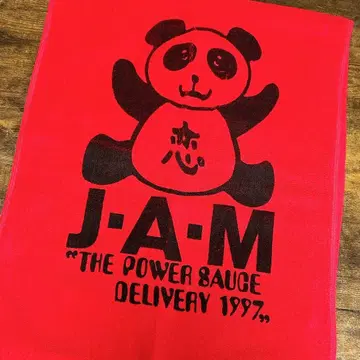 恋
J·A·M
"THE POWER SAUCE
DELIVERY 1997„